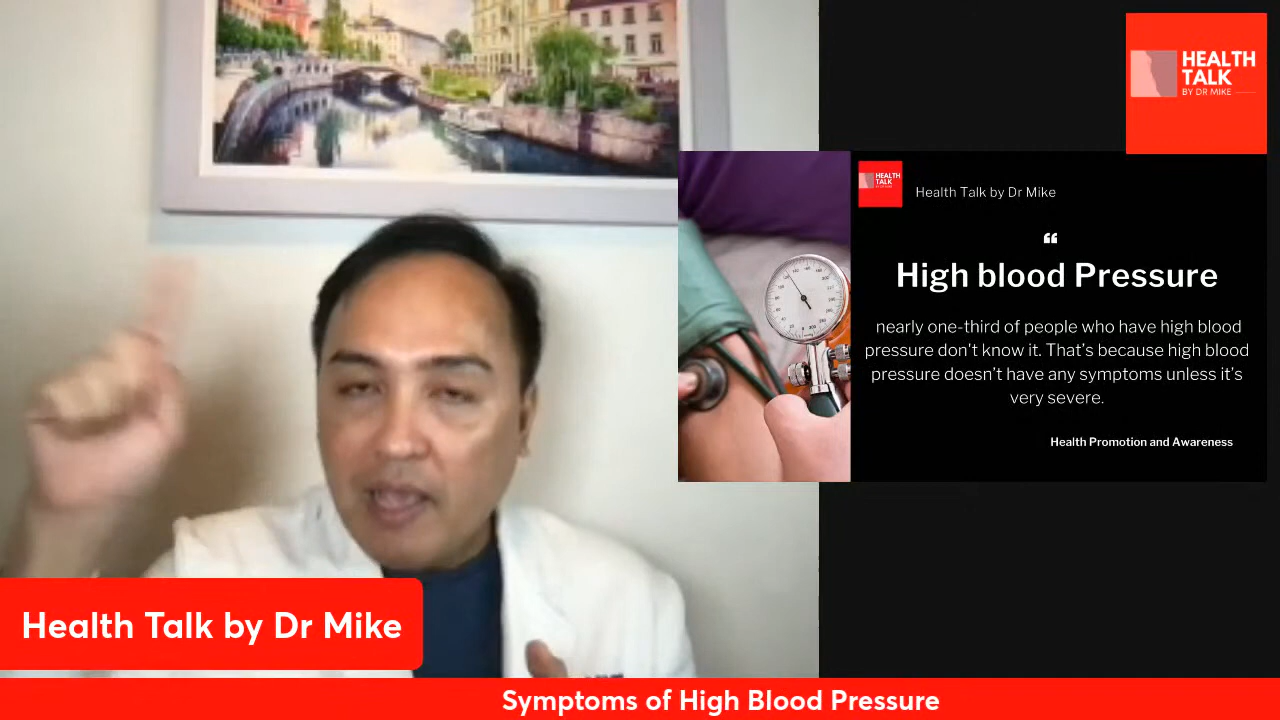 HEALTH
TALK
BY DR MIKE
HEALTH
TALK
Health Talk by Dr Mike
“
High blood Pressure
nearly one-third of people who have high blood
pressure don't know it. That's because high blood
pressure doesn't have any symptoms unless it's
very severe.
Health Promotion and Awareness
Health Talk by Dr Mike
Symptoms of High Blood Pressure